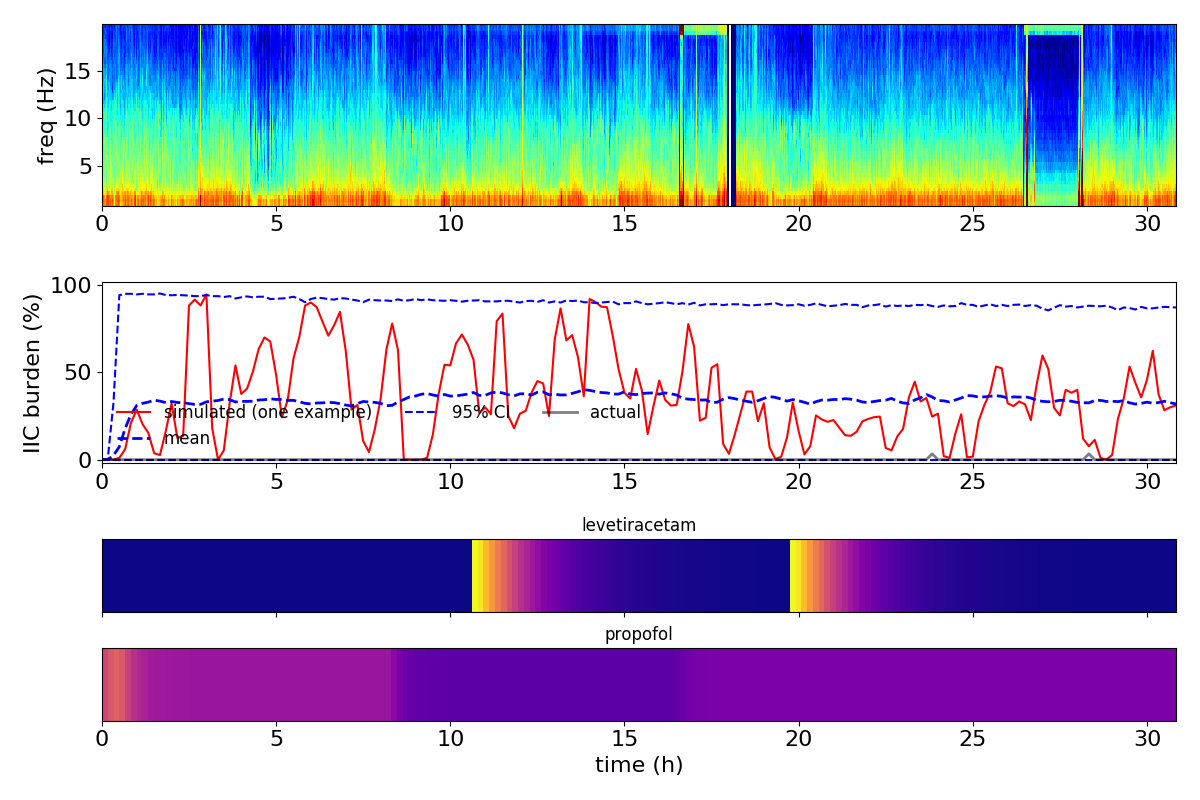 freq (Hz)
15
10
5
0 5 10 15 20 25 30
IIC burden (%)
100
50
0
simulated (one example) 95% CI actual
mean
0 5 10 15 20 25 30
levetiracetam
propofol
0 5 10 15 20 25 30
time (h)